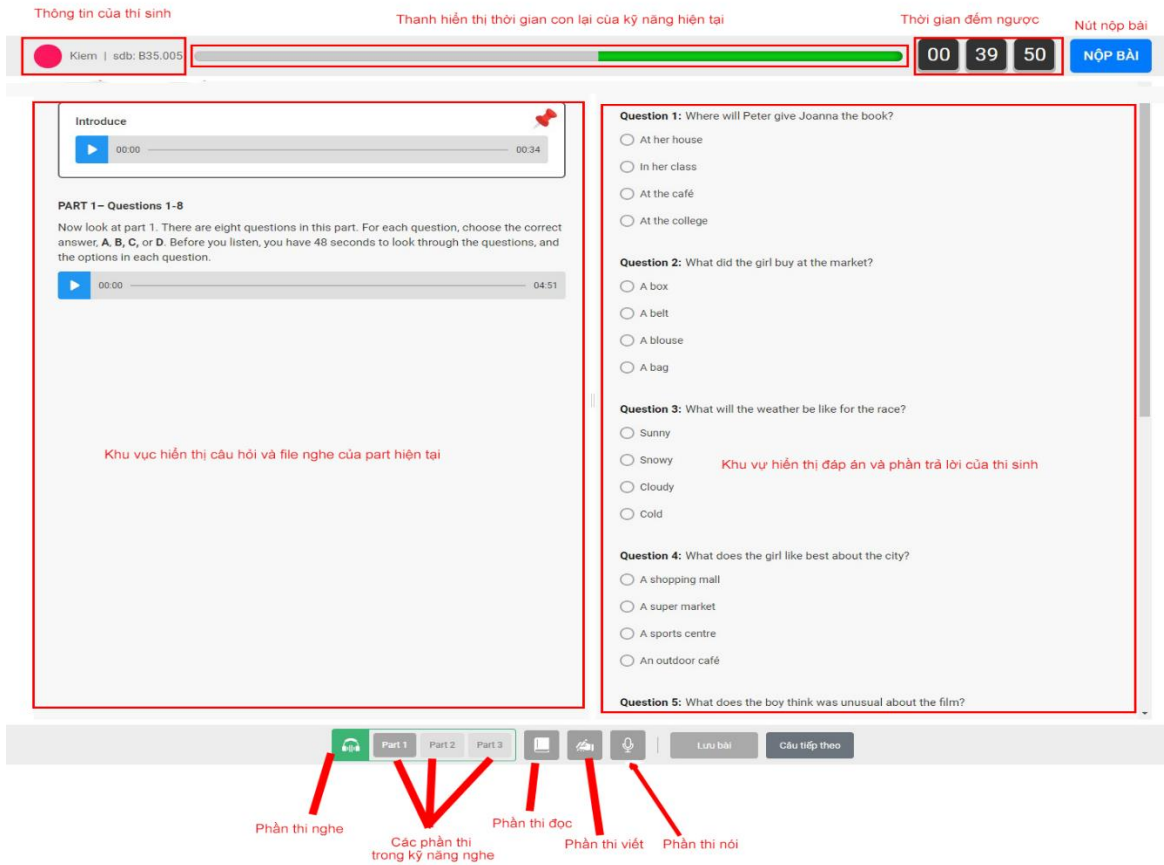 Thông tin của thí sinh
Thanh hiển thị thời gian con lại cùa kỹ năng hiện tại
Thời gian đếm ngược
Nút nộp bài
Klem | sdb: B35.005
00 39 50
NỘP BÀI
Introduce
00:00 00:34
PART 1– Questions 1-8
Now look at part 1. There are eight questions in this part. For each question, choose the correct
answer, A, B, C, or D. Before you listen, you have 48 seconds to look through the questions, and
the options in each question.
00:00 04:51
Khu vục hiển thị câu hỏi và file nghe của part hiện tại
Question 1: Where will Peter give Joanna the book?
At her house
In her class
At the café
At the college
Question 2: What did the girl buy at the market?
A box
A belt
A blouse
A bag
Question 3: What will the weather be like for the race?
Sunny
Snowy
Cloudy
Cold
Khu vự hiển thị đáp án và phần trả lời của thi sinh
Question 4: What does the girl like best about the city?
A shopping mall
A super market
A sports centre
An outdoor café
Question 5: What does the boy think was unusual about the film?
Part 1 Part 2 Part 3
Lưu bài
Câu tiếp theo
Phần thi nghe
Các phần thi
trong kỹ năng nghe
Phần thi đọc
Phần thi viết
Phần thi nói